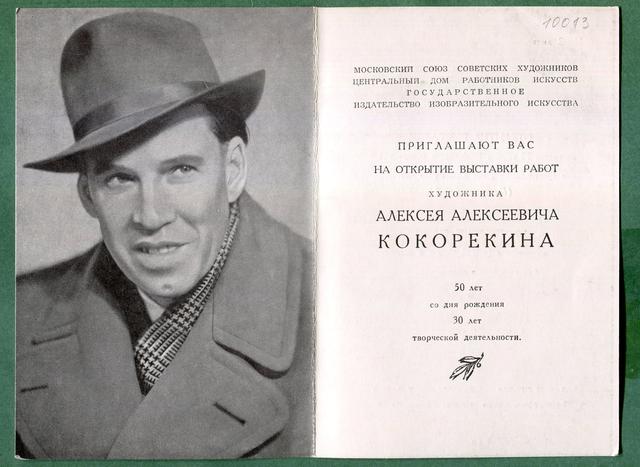 10013
МОСКОВСКИЙ СОЮЗ СОВЕТСКИХ ХУДОЖНИКОВ
ЦЕНТРАЛЬНЫЙ ДОМ РАБОТНИКОВ ИСКУССТВ
ГОСУДАРСТВЕННОЕ
ИЗДАТЕЛЬСТВО ИЗОБРАЗИТЕЛЬНОГО ИСКУССТВА
ПРИГЛАШАЮТ ВАС
НА ОТКРЫТИЕ ВЫСТАВКИ РАБОТ
ХУДОЖНИКА
АЛЕКСЕЯ АЛЕКСЕЕВИЧА
КОКОРЕКИНА
50 лет
со дня рождения
30 лет
творческой деятельности.